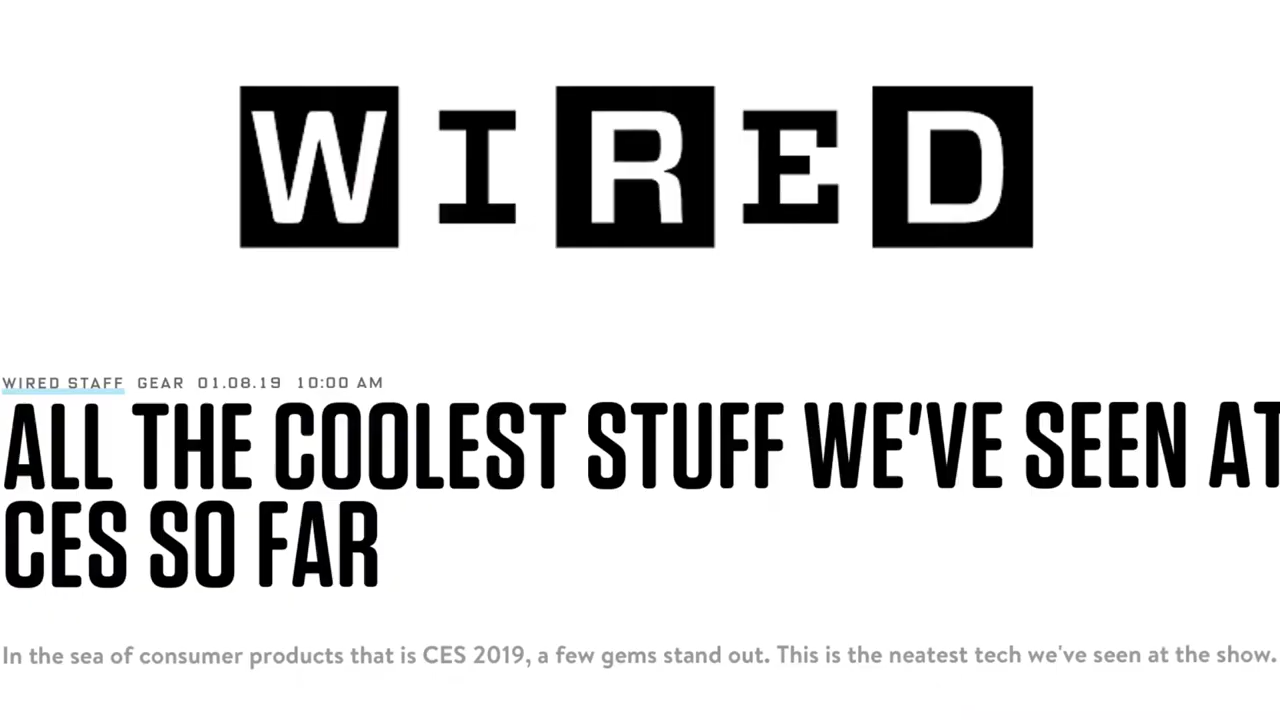 WIRED
WIRED STAFF GEAR 01.08.19 10:00 AM
ALL THE COOLEST STUFF WE'VE SEEN AT
CES SO FAR
In the sea of consumer products that is CES 2019, a few gems stand out. This is the neatest tech we've seen at the show.